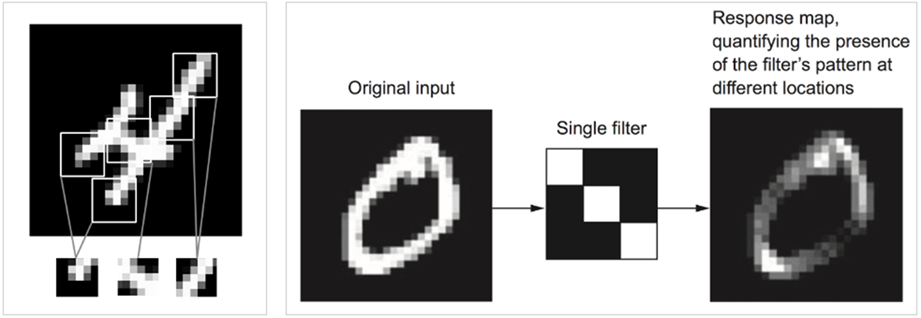 Original input
Single filter
Response map,
quantifying the presence
of the filter's pattern at
different locations